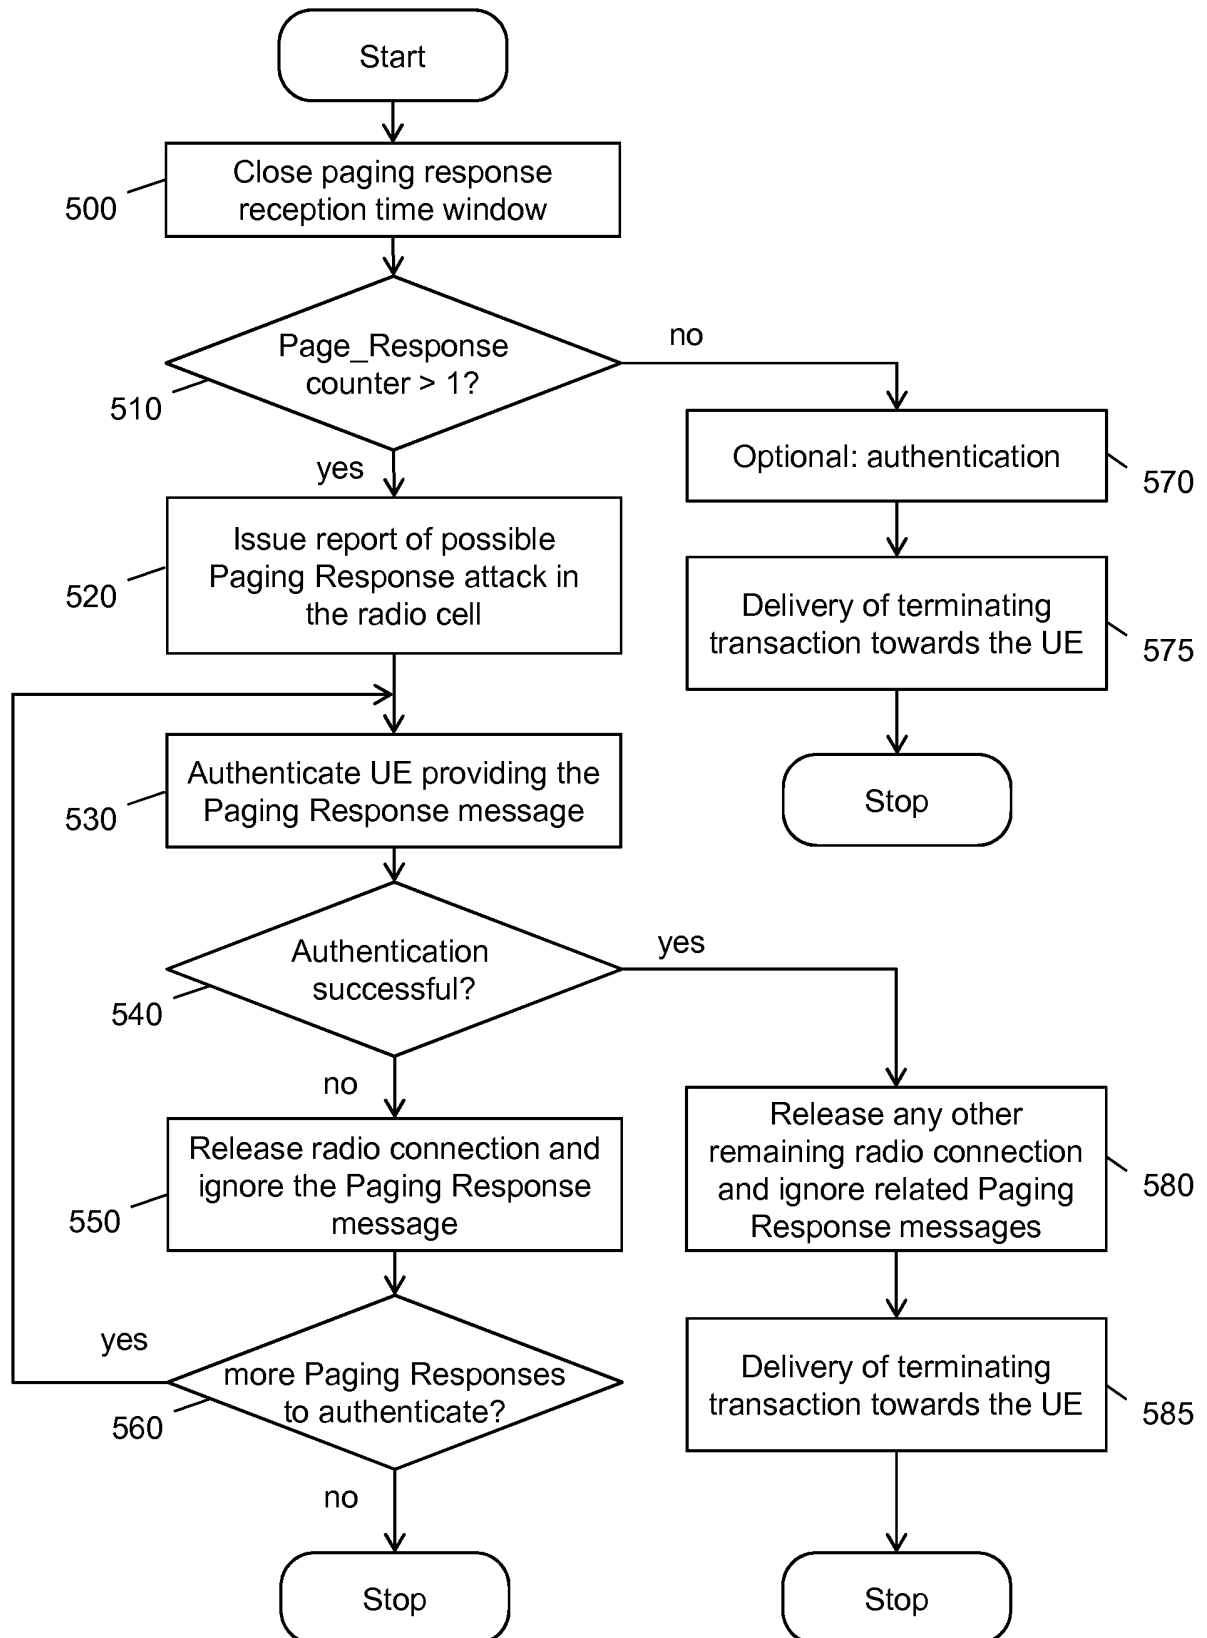 Start
Close paging response
reception time window
500
Page_Response
counter > 1?
510
no
yes
Optional: authentication
570
Issue report of possible
Paging Response attack in
the radio cell
520
Delivery of terminating
transaction towards the UE
575
Stop
Authenticate UE providing the
Paging Response message
530
Authentication
successful?
540
yes
no
Release radio connection and
ignore the Paging Response
message
550
Release any other
remaining radio connection
and ignore related Paging
Response messages
580
yes
more Paging Responses
to authenticate?
560
no
Delivery of terminating
transaction towards the UE
585
Stop
Stop